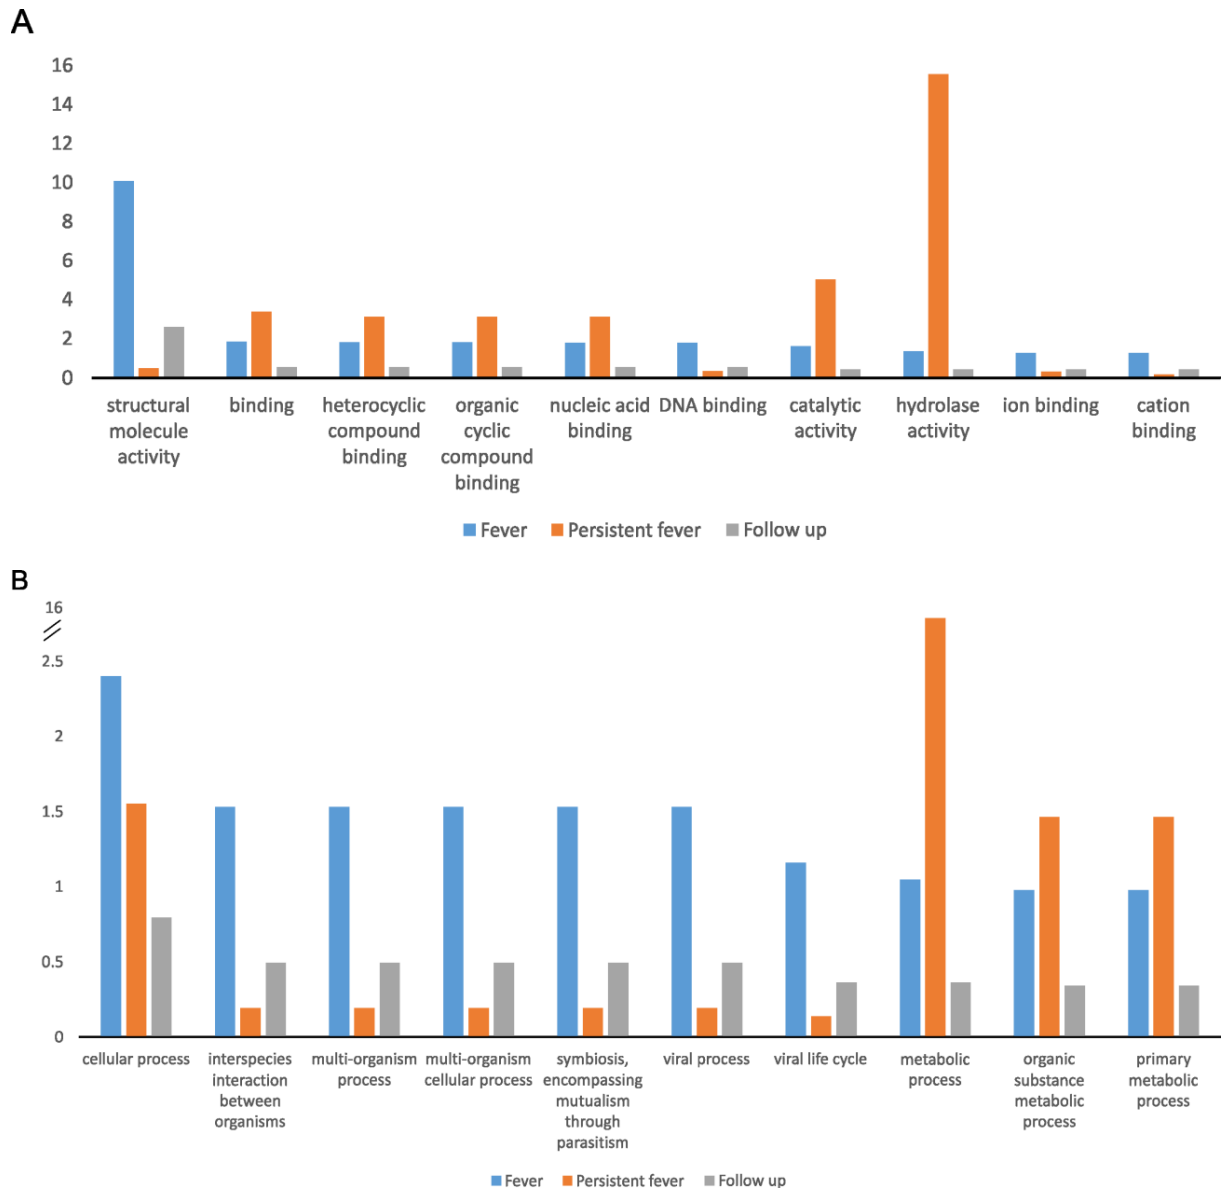 A
16
14
12
10
8
6
4
2
0
structural
molecule
activity
binding
heterocyclic
compound
binding
organic
cyclic
compound
binding
nucleic acid
binding
DNA binding
catalytic
activity
hydrolase
activity
ion binding
cation
binding
Fever Persistent fever Follow up
B
16
2.5
2
1.5
1
0.5
0
cellular process
interspecies
interaction
between
organisms
multi-organism
process
multi-organism
cellular process
symbiosis,
encompassing
mutualism
through
parasitism
viral process
viral life cycle
metabolic
process
organic
substance
metabolic
process
primary
metabolic
process
Fever Persistent fever Follow up